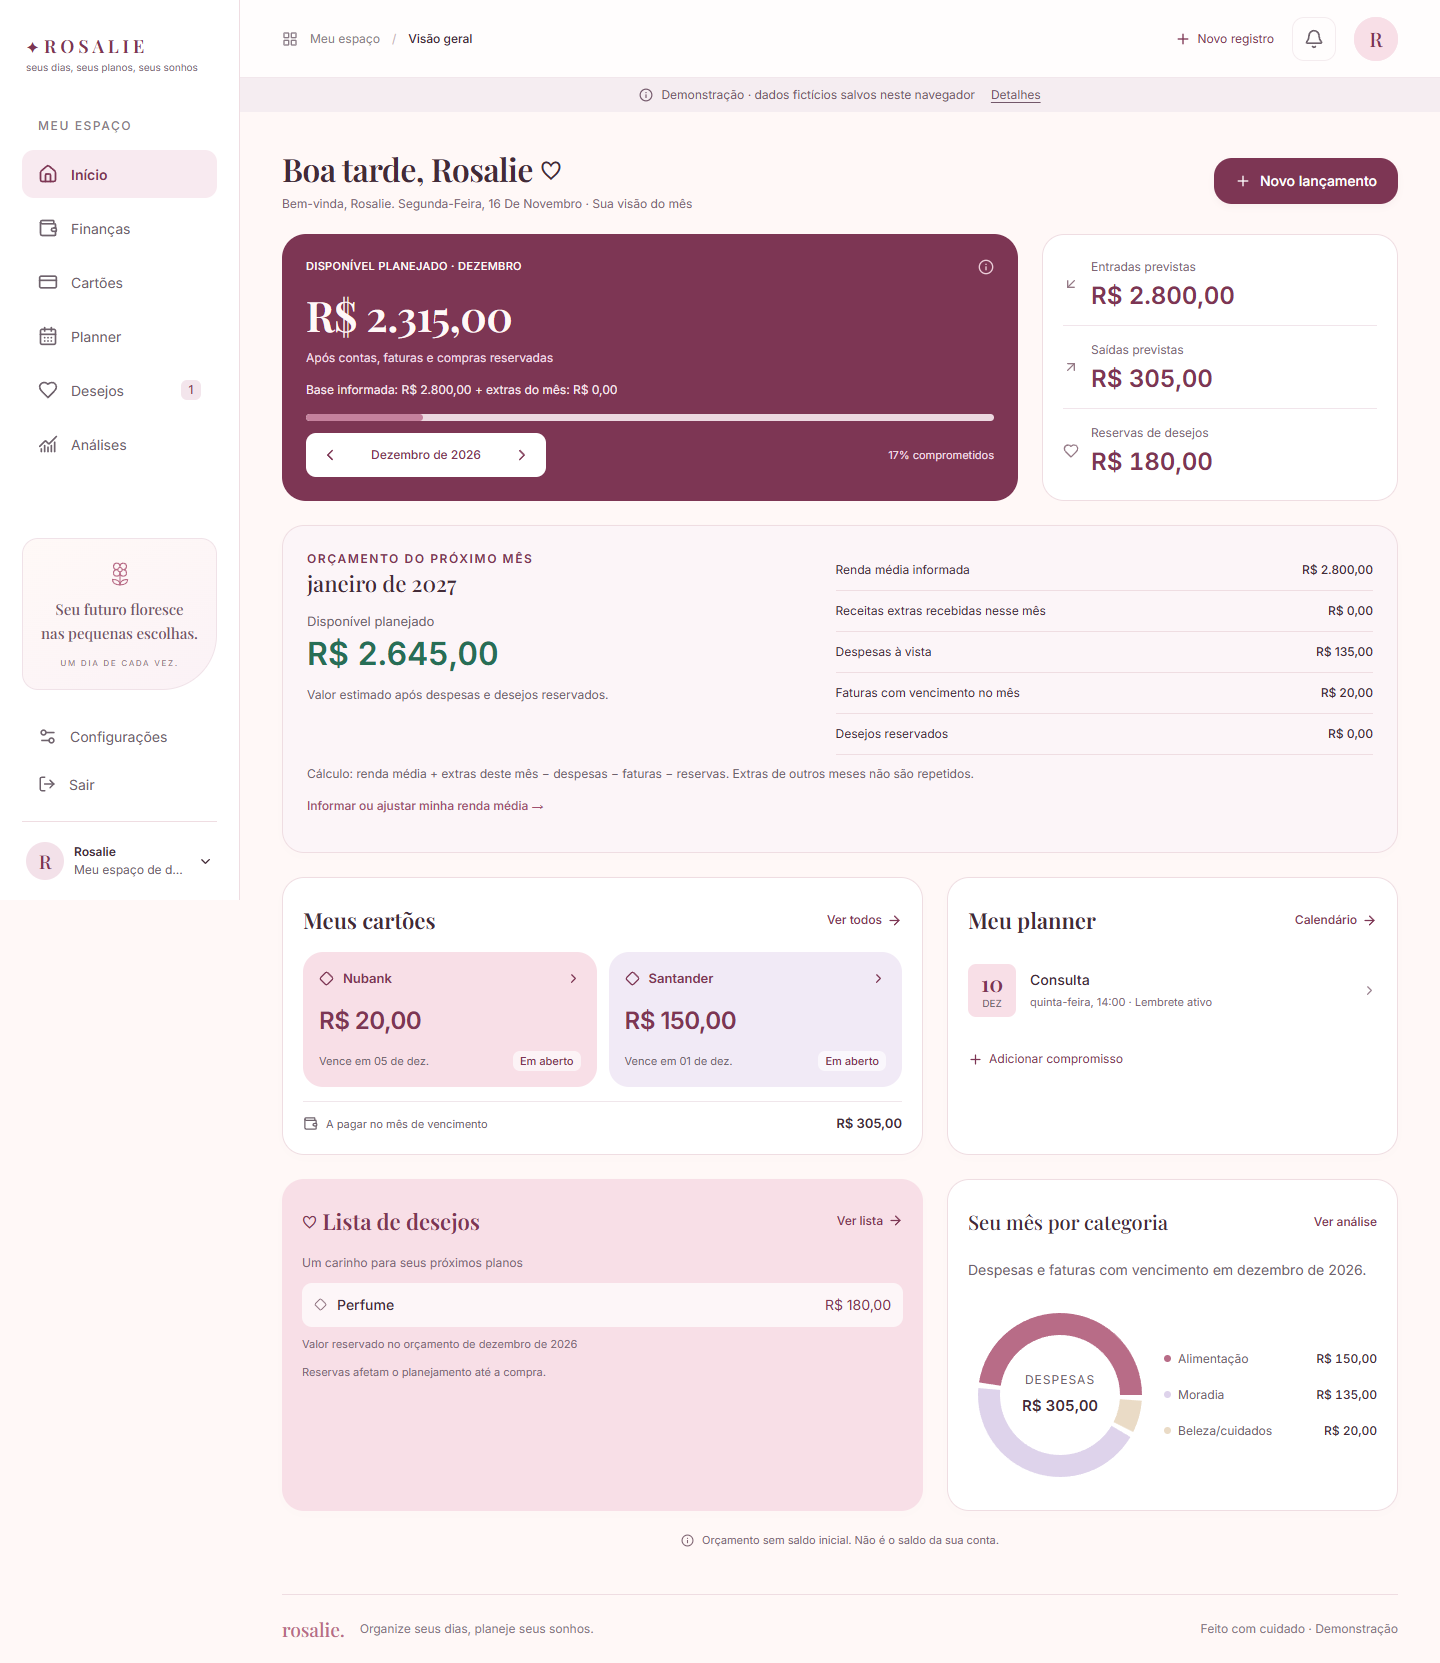 ROSALIE
seus dias, seus planos, seus sonhos
MEU ESPAÇO
Início
Finanças
Cartões
Planner
Desejos 1
Análises
Seu futuro floresce
nas pequenas escolhas.
UM DIA DE CADA VEZ.
Configurações
Sair
R
Rosalie
Meu espaço de d...
Meu espaço / Visão geral
Novo registro
R
Demonstração · dados fictícios salvos neste navegador Detalhes
Boa tarde, Rosalie
Bem-vinda, Rosalie. Segunda-Feira, 16 De Novembro · Sua visão do mês
+ Novo lançamento
DISPONÍVEL PLANEJADO · DEZEMBRO
R$ 2.315,00
Após contas, faturas e compras reservadas
Base informada: R$ 2.800,00 + extras do mês: R$ 0,00
Dezembro de 2026
17% comprometidos
Entradas previstas
R$ 2.800,00
Saídas previstas
R$ 305,00
Reservas de desejos
R$ 180,00
ORÇAMENTO DO PRÓXIMO MÊS
janeiro de 2027
Disponível planejado
R$ 2.645,00
Valor estimado após despesas e desejos reservados.
Renda média informada R$ 2.800,00
Receitas extras recebidas nesse mês R$ 0,00
Despesas à vista R$ 135,00
Faturas com vencimento no mês R$ 20,00
Desejos reservados R$ 0,00
Cálculo: renda média + extras deste mês − despesas − faturas − reservas. Extras de outros meses não são repetidos.
Informar ou ajustar minha renda média →
Meus cartões Ver todos →
Nubank
R$ 20,00
Vence em 05 de dez. Em aberto
Santander
R$ 150,00
Vence em 01 de dez. Em aberto
A pagar no mês de vencimento R$ 305,00
Meu planner Calendário →
10
DEZ
Consulta
quinta-feira, 14:00 · Lembrete ativo
+ Adicionar compromisso
Lista de desejos Ver lista →
Um carinho para seus próximos planos
Perfume R$ 180,00
Valor reservado no orçamento de dezembro de 2026
Reservas afetam o planejamento até a compra.
Seu mês por categoria Ver análise
Despesas e faturas com vencimento em dezembro de 2026.
DESPESAS
R$ 305,00
Alimentação R$ 150,00
Moradia R$ 135,00
Beleza/cuidados R$ 20,00
Orçamento sem saldo inicial. Não é o saldo da sua conta.
rosalie. Organize seus dias, planeje seus sonhos.
Feito com cuidado · Demonstração